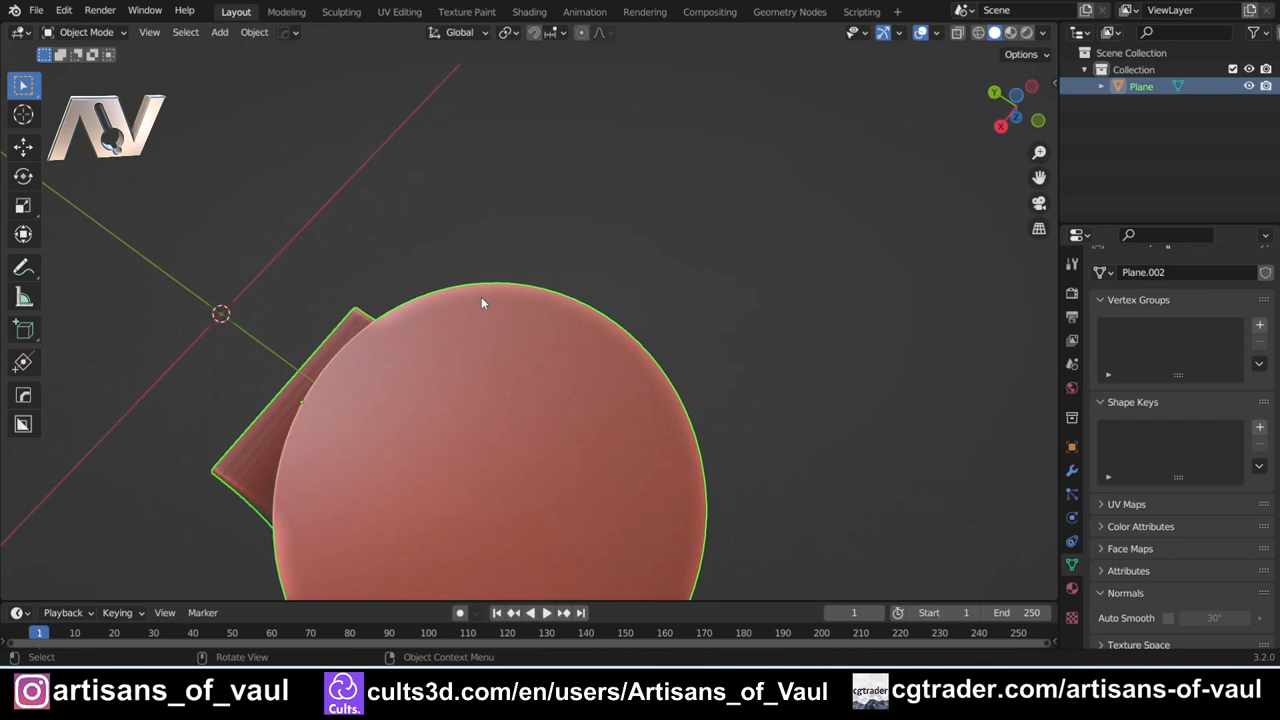 File Edit Render Window Help Layout Modeling Sculpting UV Editing Texture Paint Shading Animation Rendering Compositing Geometry Nodes Scripting + Scene ViewLayer
Object Mode View Select Add Object Global
Options
Scene Collection
Collection
Plane
AV
Y
X
Z
Plane.002
Vertex Groups
Shape Keys
UV Maps
Color Attributes
Face Maps
Attributes
Normals
Auto Smooth 30°
Texture Space
Playback Keying View Marker 1 Start 1 End 250
1 10 20 30 40 50 60 70 80 90 100 110 120 130 140 150 160 170 180 190 200 210 220 230 240 250
Select Rotate View Object Context Menu 3.2.0
artisans_of_vaul Cults. cults3d.com/en/users/Artisans_of_Vaul cgtrader cgtrader.com/artisans-of-vaul